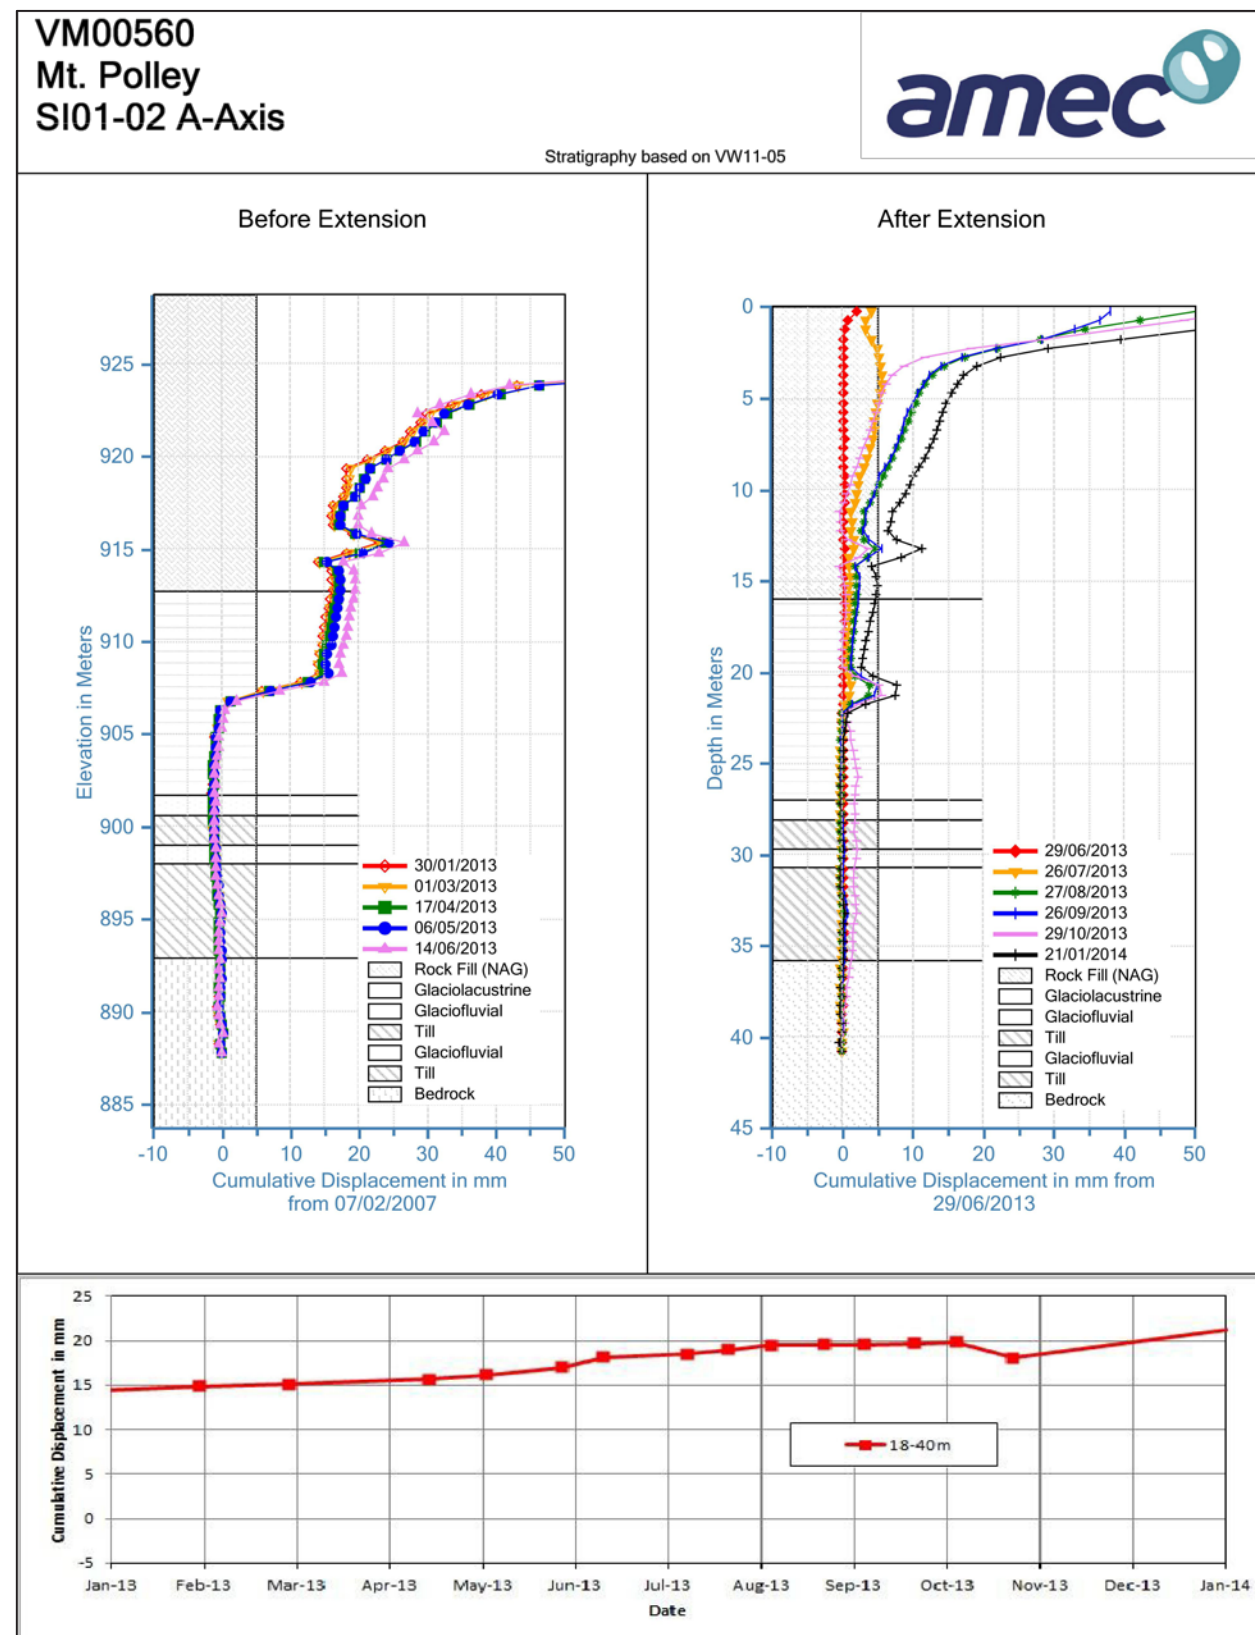 VM00560
Mt. Polley
SI01-02 A-Axis
amec
Stratigraphy based on VW11-05
Before Extension
After Extension
Elevation in Meters
925
920
915
910
905
900
895
890
885
30/01/2013
01/03/2013
17/04/2013
06/05/2013
14/06/2013
Rock Fill (NAG)
Glaciolacustrine
Glaciofluvial
Till
Glaciofluvial
Till
Bedrock
-10 0 10 20 30 40 50
Cumulative Displacement in mm
from 07/02/2007
Depth in Meters
0
5
10
15
20
25
30
35
40
45
29/06/2013
26/07/2013
27/08/2013
26/09/2013
29/10/2013
21/01/2014
Rock Fill (NAG)
Glaciolacustrine
Glaciofluvial
Till
Glaciofluvial
Till
Bedrock
-10 0 10 20 30 40 50
Cumulative Displacement in mm from
29/06/2013
Cumulative Displacement in mm
25
20
15
10
5
0
-5
18-40m
Jan-13 Feb-13 Mar-13 Apr-13 May-13 Jun-13 Jul-13 Aug-13 Sep-13 Oct-13 Nov-13 Dec-13 Jan-14
Date